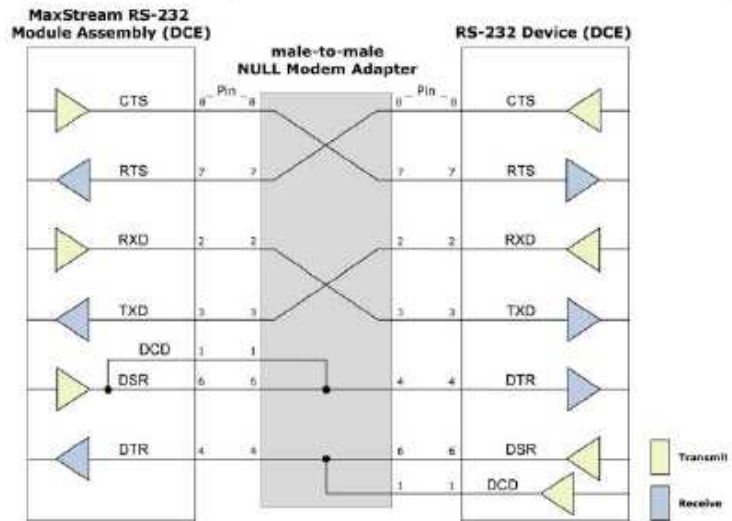 MaxStream RS-232
Module Assembly (DCE)
male-to-male
NULL Modem Adapter
RS-232 Device (DCE)
CTS 8 Pin 8 8 Pin 8 CTS
RTS 7 7 7 7 RTS
RXD 2 2 2 2 RXD
TXD 3 3 3 3 TXD
DCD 1 1
DSR 6 6 4 4 DTR
DTR 4 4 6 6 DSR
1 1 DCD
Transmit
Receive